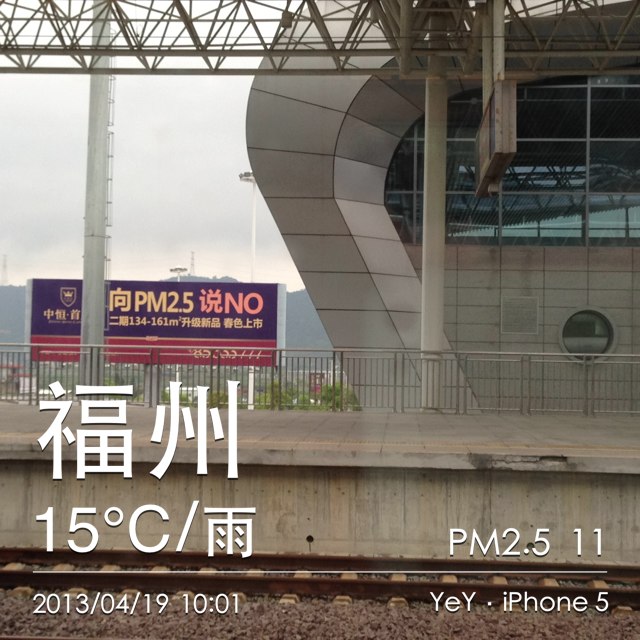 中恒·首
向PM2.5 说NO
二期134-161m²升级新品 春色上市
福州
15°C/雨
PM2.5 11
2013/04/19 10:01
YeY · iPhone 5